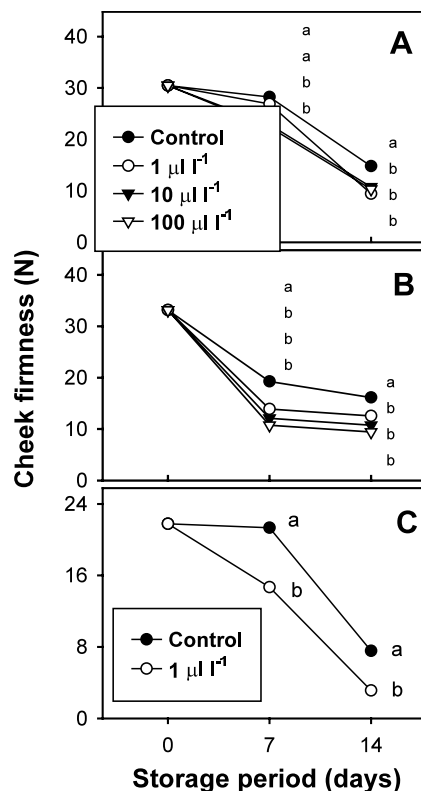 40
A
a
a
30
b
b
Control
1 µl l⁻¹
10 µl l⁻¹
100 µl l⁻¹
20
10
0
a
b
b
b
Cheek firmness (N)
40
B
a
b
b
b
30
20
10
0
a
b
b
b
24
C
a
16
b
8
a
b
0
Control
1 µl l⁻¹
0 7 14
Storage period (days)